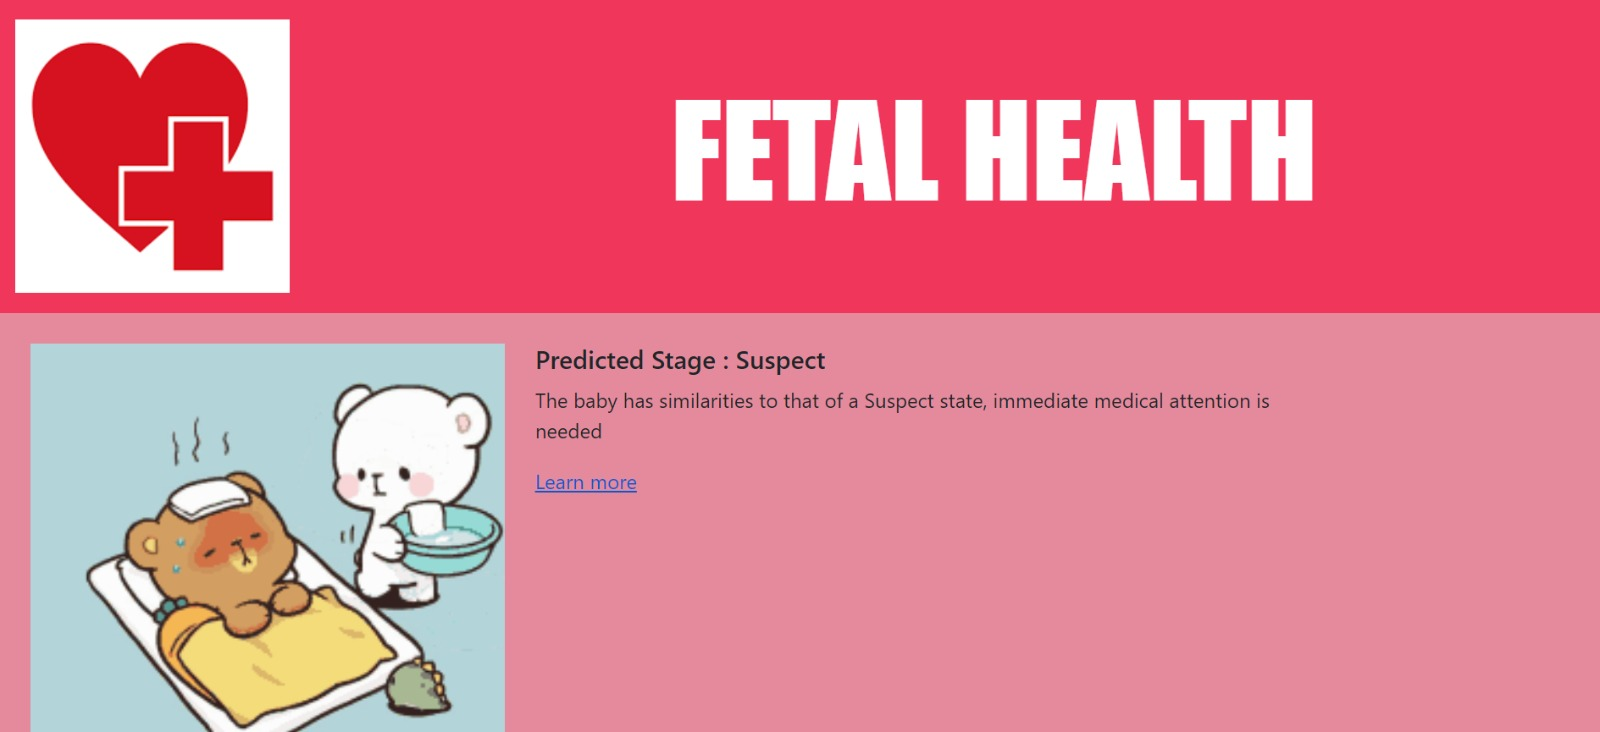 FETAL HEALTH
Predicted Stage : Suspect
The baby has similarities to that of a Suspect state, immediate medical attention is
needed
Learn more